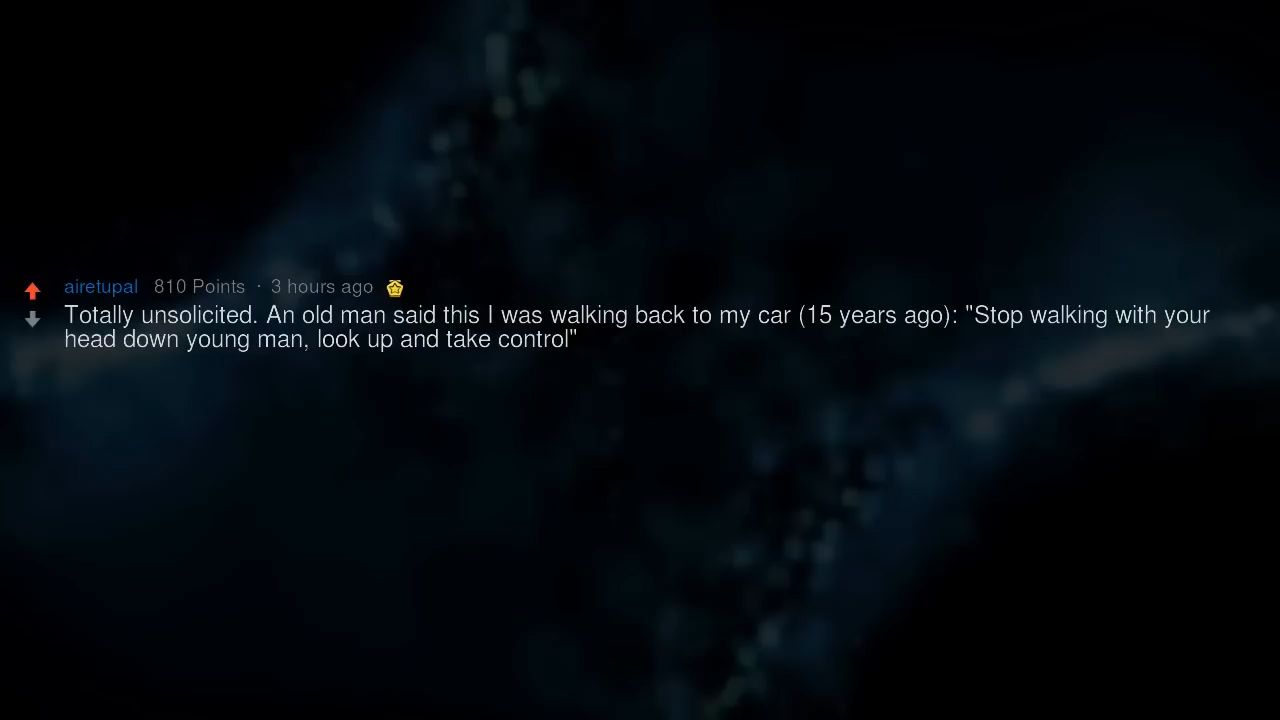 airetupal 810 Points · 3 hours ago
Totally unsolicited. An old man said this I was walking back to my car (15 years ago): "Stop walking with your
head down young man, look up and take control"